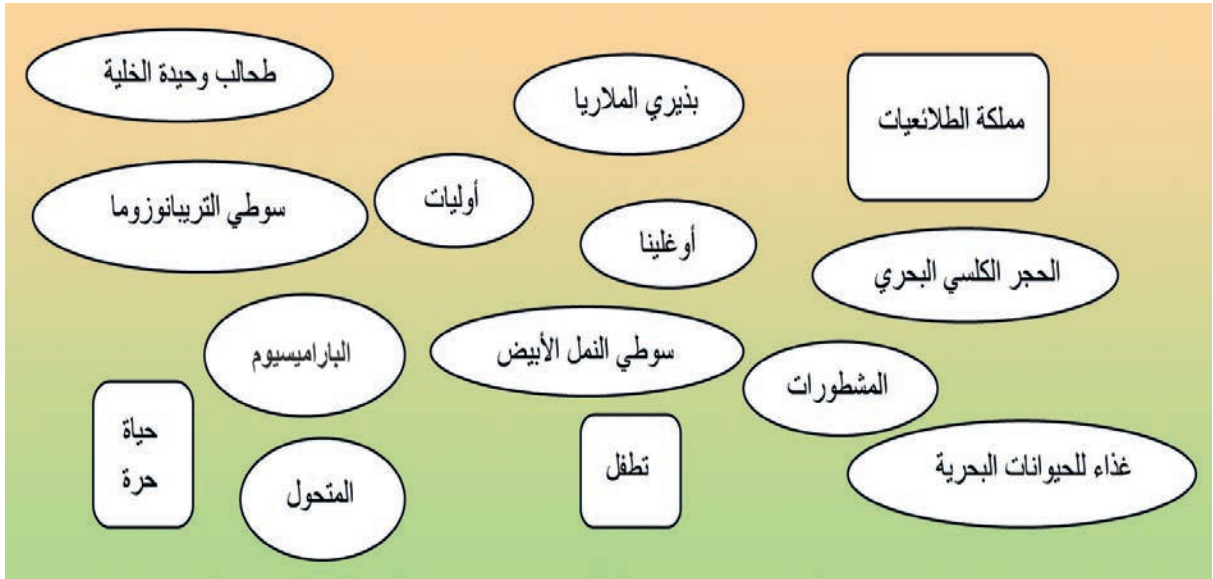 مملكة الطلائعيات
بذيري الملاريا
طحالب وحيدة الخلية
أوليات
سوطي التريبانوزوما
أوغلينا
الحجر الكلسي البحري
سوطي النمل الأبيض
الباراميسيوم
المشطورات
حياة
حرة
تطفل
غذاء للحيوانات البحرية
المتحول